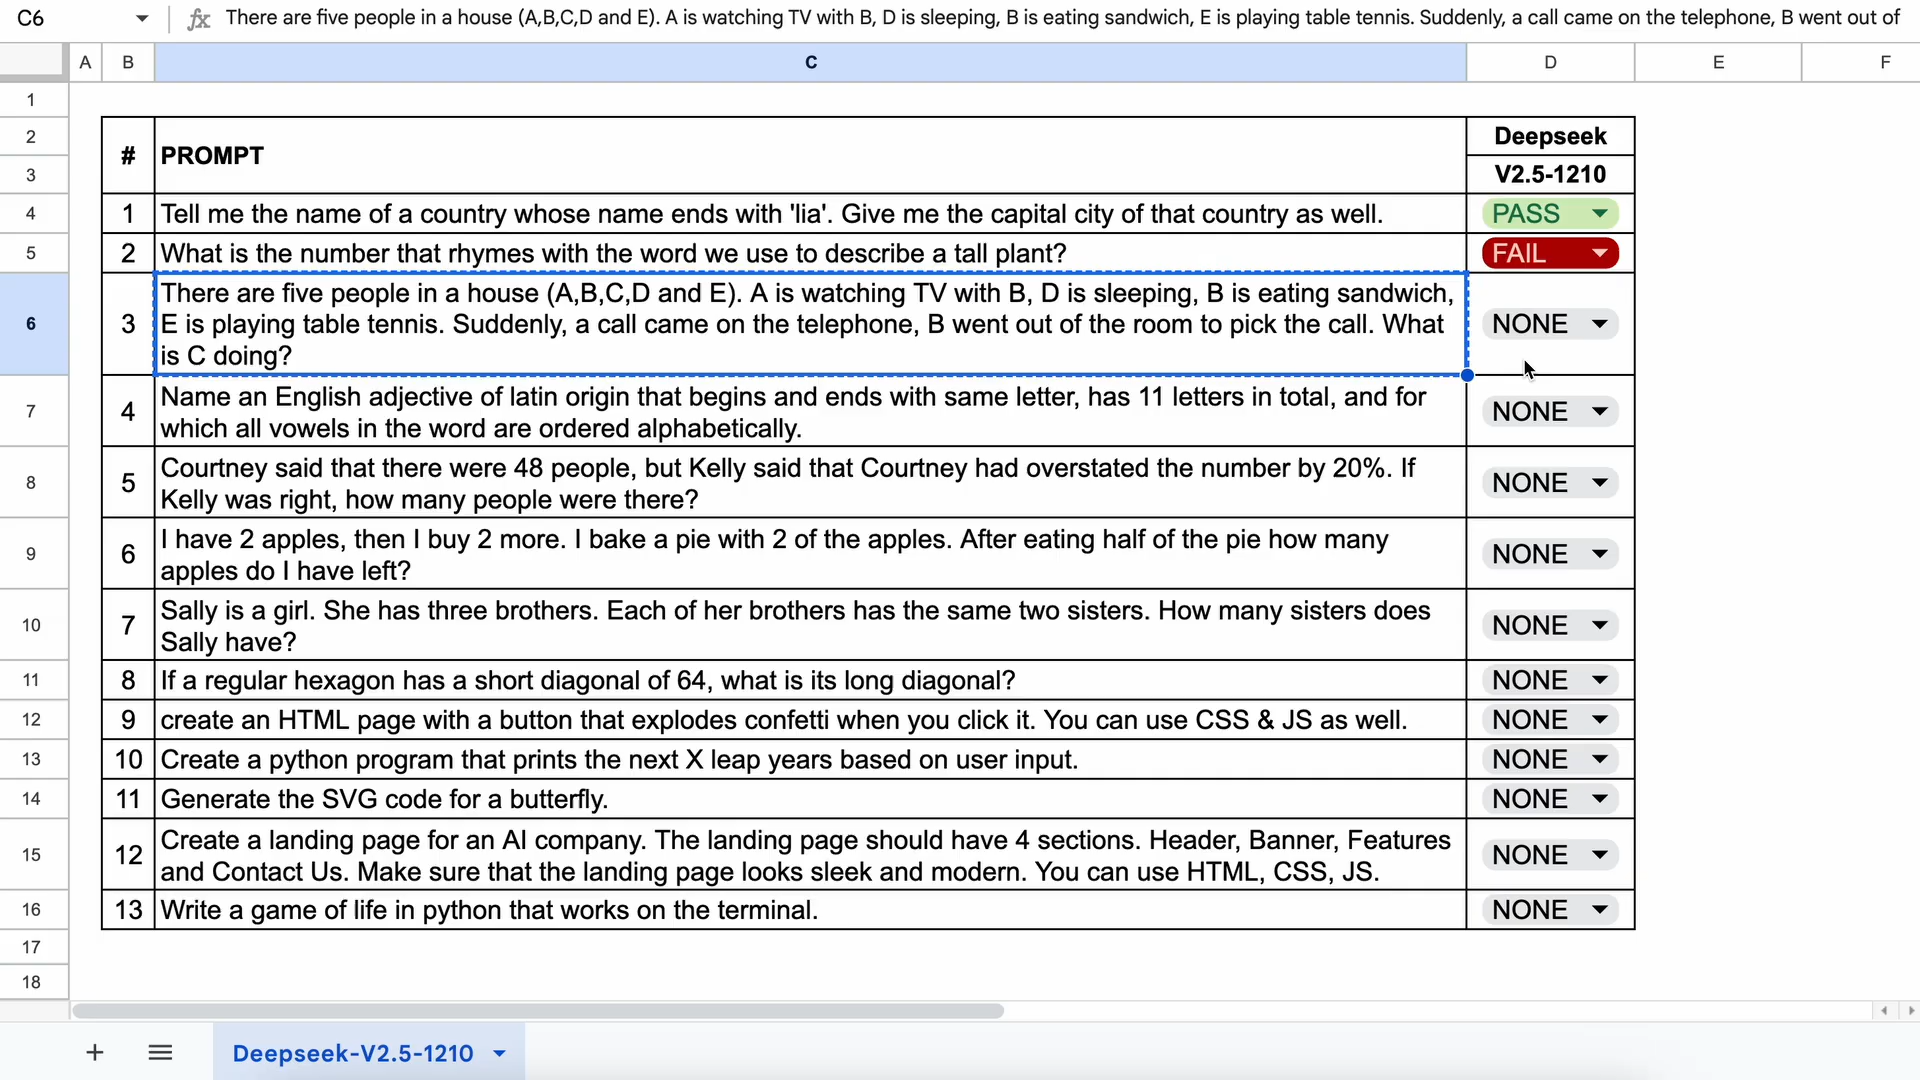 C6
fx There are five people in a house (A,B,C,D and E). A is watching TV with B, D is sleeping, B is eating sandwich, E is playing table tennis. Suddenly, a call came on the telephone, B went out of
A B C D E F
1
2 # PROMPT Deepseek
3 V2.5-1210
4 1 Tell me the name of a country whose name ends with 'lia'. Give me the capital city of that country as well. PASS
5 2 What is the number that rhymes with the word we use to describe a tall plant? FAIL
There are five people in a house (A,B,C,D and E). A is watching TV with B, D is sleeping, B is eating sandwich,
6 3 E is playing table tennis. Suddenly, a call came on the telephone, B went out of the room to pick the call. What NONE
is C doing?
7 4 Name an English adjective of latin origin that begins and ends with same letter, has 11 letters in total, and for NONE
which all vowels in the word are ordered alphabetically.
8 5 Courtney said that there were 48 people, but Kelly said that Courtney had overstated the number by 20%. If NONE
Kelly was right, how many people were there?
9 6 I have 2 apples, then I buy 2 more. I bake a pie with 2 of the apples. After eating half of the pie how many NONE
apples do I have left?
10 7 Sally is a girl. She has three brothers. Each of her brothers has the same two sisters. How many sisters does NONE
Sally have?
11 8 If a regular hexagon has a short diagonal of 64, what is its long diagonal? NONE
12 9 create an HTML page with a button that explodes confetti when you click it. You can use CSS & JS as well. NONE
13 10 Create a python program that prints the next X leap years based on user input. NONE
14 11 Generate the SVG code for a butterfly. NONE
15 12 Create a landing page for an AI company. The landing page should have 4 sections. Header, Banner, Features NONE
and Contact Us. Make sure that the landing page looks sleek and modern. You can use HTML, CSS, JS.
16 13 Write a game of life in python that works on the terminal. NONE
17
18
Deepseek-V2.5-1210